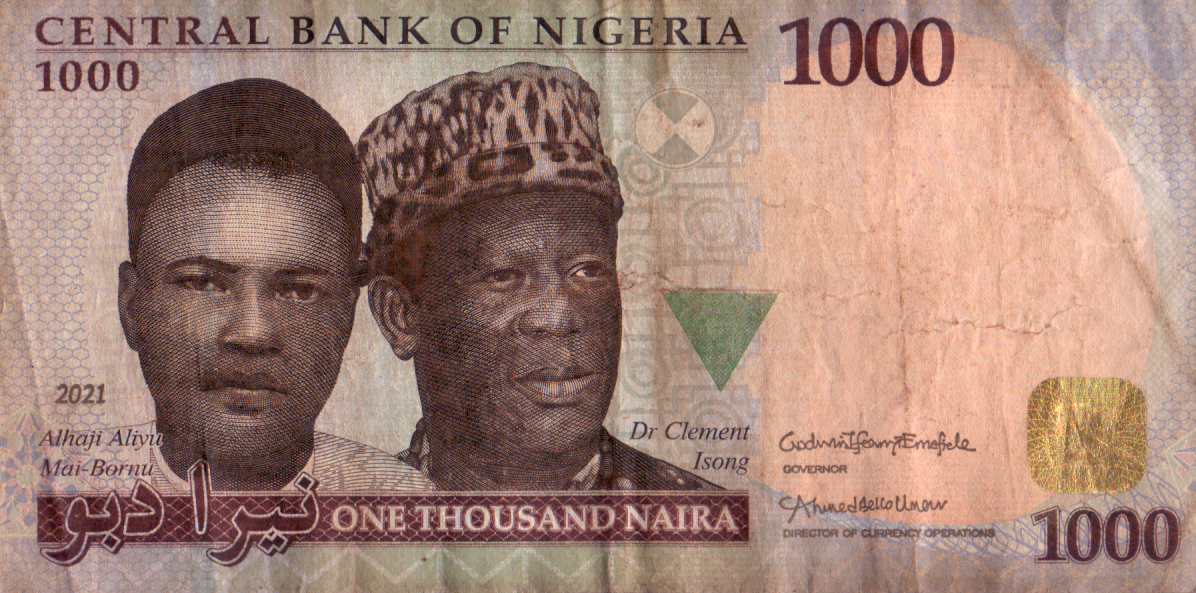 CENTRAL BANK OF NIGERIA
1000
1000
2021
Alhaji Aliyu
Mai-Bornu
Dr Clement
Isong
نيرا دبو
ONE THOUSAND NAIRA
GodwinIfeanyiEmefiele
GOVERNOR
AhmedBelloUmar
DIRECTOR OF CURRENCY OPERATIONS
1000